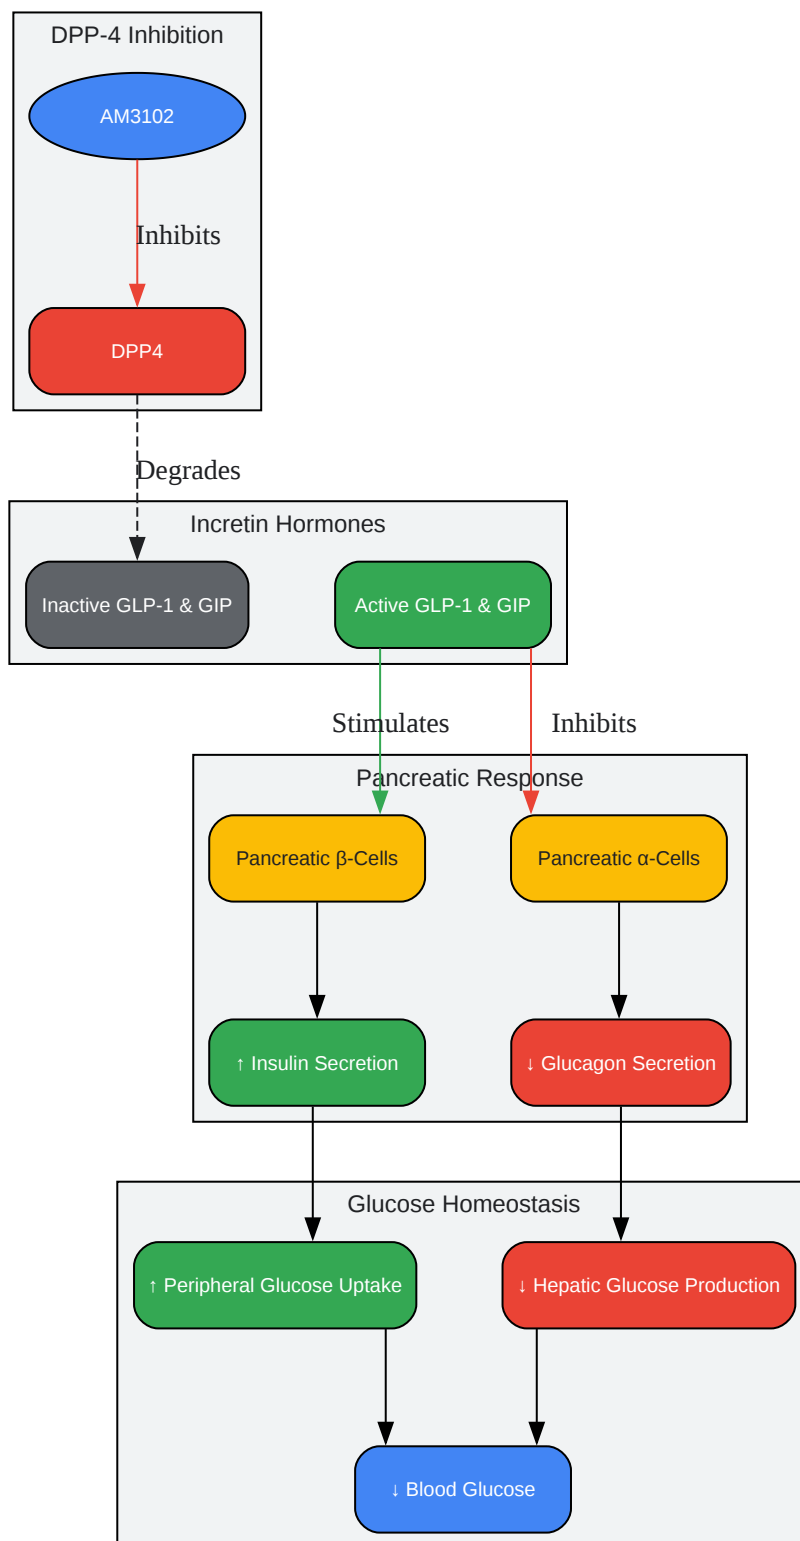 DPP-4 Inhibition
AM3102
Inhibits
DPP4
Degrades
Incretin Hormones
Inactive GLP-1 & GIP
Active GLP-1 & GIP
Stimulates
Inhibits
Pancreatic Response
Pancreatic β-Cells
Pancreatic α-Cells
↑ Insulin Secretion
↓ Glucagon Secretion
Glucose Homeostasis
↑ Peripheral Glucose Uptake
↓ Hepatic Glucose Production
↓ Blood Glucose